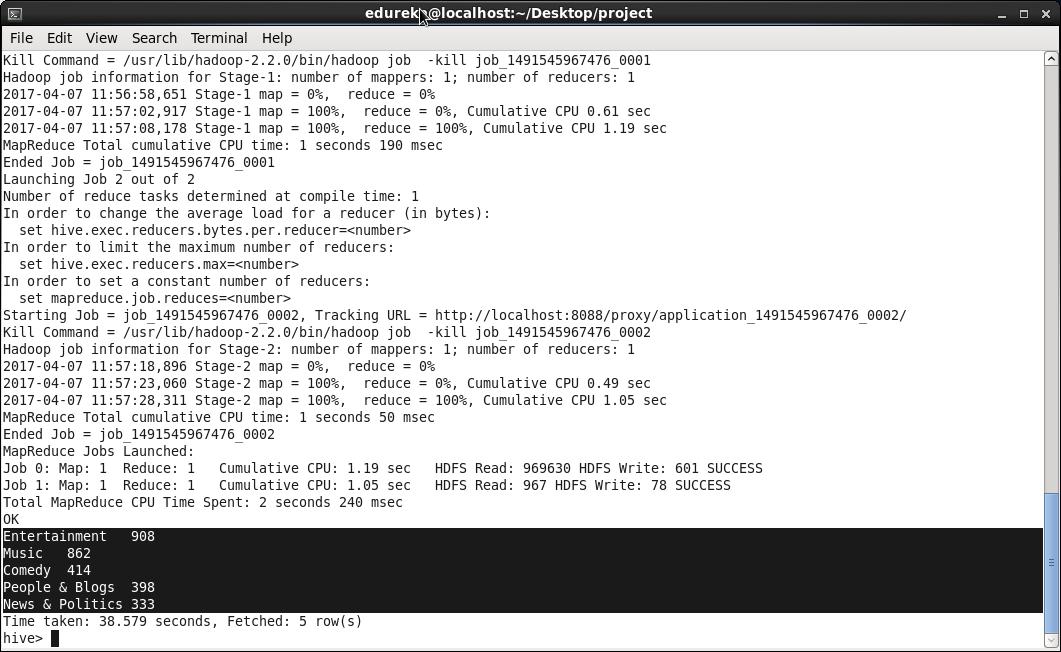 edureka@localhost:~/Desktop/project
File Edit View Search Terminal Help
Kill Command = /usr/lib/hadoop-2.2.0/bin/hadoop job  -kill job_1491545967476_0001
Hadoop job information for Stage-1: number of mappers: 1; number of reducers: 1
2017-04-07 11:56:58,651 Stage-1 map = 0%,  reduce = 0%
2017-04-07 11:57:02,917 Stage-1 map = 100%,  reduce = 0%, Cumulative CPU 0.61 sec
2017-04-07 11:57:08,178 Stage-1 map = 100%,  reduce = 100%, Cumulative CPU 1.19 sec
MapReduce Total cumulative CPU time: 1 seconds 190 msec
Ended Job = job_1491545967476_0001
Launching Job 2 out of 2
Number of reduce tasks determined at compile time: 1
In order to change the average load for a reducer (in bytes):
  set hive.exec.reducers.bytes.per.reducer=<number>
In order to limit the maximum number of reducers:
  set hive.exec.reducers.max=<number>
In order to set a constant number of reducers:
  set mapreduce.job.reduces=<number>
Starting Job = job_1491545967476_0002, Tracking URL = http://localhost:8088/proxy/application_1491545967476_0002/
Kill Command = /usr/lib/hadoop-2.2.0/bin/hadoop job  -kill job_1491545967476_0002
Hadoop job information for Stage-2: number of mappers: 1; number of reducers: 1
2017-04-07 11:57:18,896 Stage-2 map = 0%,  reduce = 0%
2017-04-07 11:57:23,060 Stage-2 map = 100%,  reduce = 0%, Cumulative CPU 0.49 sec
2017-04-07 11:57:28,311 Stage-2 map = 100%,  reduce = 100%, Cumulative CPU 1.05 sec
MapReduce Total cumulative CPU time: 1 seconds 50 msec
Ended Job = job_1491545967476_0002
MapReduce Jobs Launched:
Job 0: Map: 1  Reduce: 1   Cumulative CPU: 1.19 sec   HDFS Read: 969630 HDFS Write: 601 SUCCESS
Job 1: Map: 1  Reduce: 1   Cumulative CPU: 1.05 sec   HDFS Read: 967 HDFS Write: 78 SUCCESS
Total MapReduce CPU Time Spent: 2 seconds 240 msec
OK
Entertainment   908
Music   862
Comedy  414
People & Blogs  398
News & Politics 333
Time taken: 38.579 seconds, Fetched: 5 row(s)
hive>